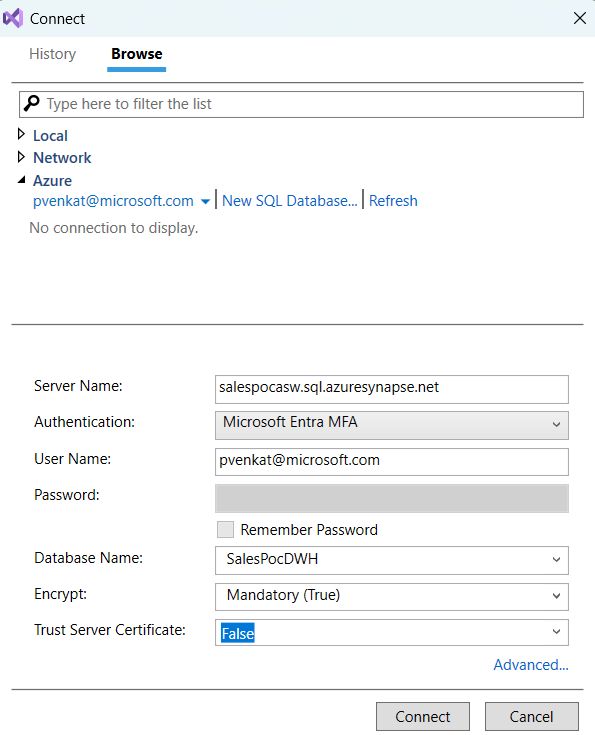 Connect
History Browse
Type here to filter the list
Local
Network
Azure
pvenkat@microsoft.com New SQL Database... Refresh
No connection to display.
Server Name: salespocasw.sql.azuresynapse.net
Authentication: Microsoft Entra MFA
User Name: pvenkat@microsoft.com
Password:
Remember Password
Database Name: SalesPocDWH
Encrypt: Mandatory (True)
Trust Server Certificate: False
Advanced...
Connect Cancel